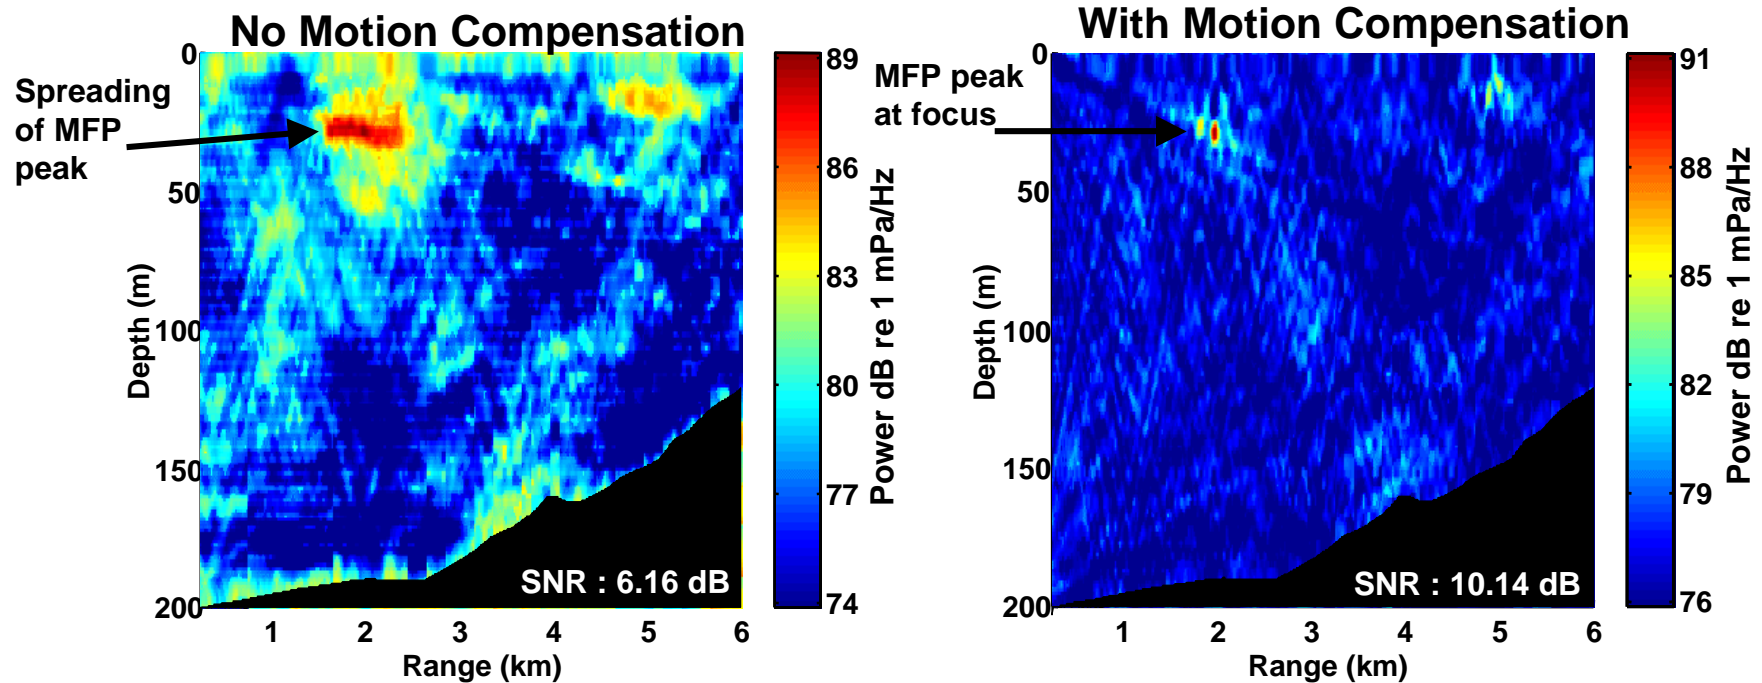 No Motion Compensation
Spreading
of MFP
peak
0
50
100
150
200
Depth (m)
1 2 3 4 5 6
Range (km)
SNR : 6.16 dB
89
86
83
80
77
74
Power dB re 1 mPa/Hz
With Motion Compensation
MFP peak
at focus
0
50
100
150
200
Depth (m)
1 2 3 4 5 6
Range (km)
SNR : 10.14 dB
91
88
85
82
79
76
Power dB re 1 mPa/Hz